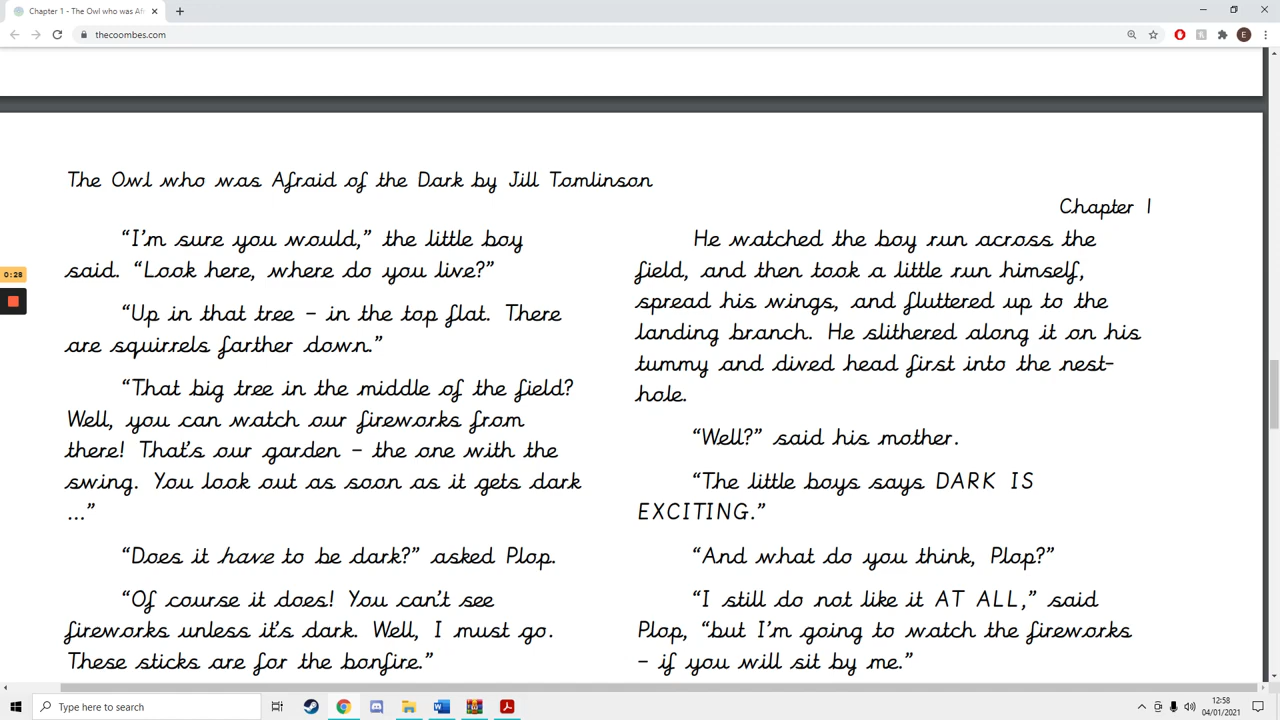 Chapter 1 - The Owl who was Afr
thecoombes.com
E
The Owl who was Afraid of the Dark by Jill Tomlinson
Chapter 1
“I’m sure you would,” the little boy
said. “Look here, where do you live?”
“Up in that tree – in the top flat. There
are squirrels farther down.”
“That big tree in the middle of the field?
Well, you can watch our fireworks from
there! That’s our garden – the one with the
swing. You look out as soon as it gets dark
...”
“Does it have to be dark?” asked Plop.
“Of course it does! You can’t see
fireworks unless it’s dark. Well, I must go.
These sticks are for the bonfire.”
He watched the boy run across the
field, and then took a little run himself,
spread his wings, and fluttered up to the
landing branch. He slithered along it on his
tummy and dived head first into the nest-
hole.
“Well?” said his mother.
“The little boys says DARK IS
EXCITING.”
“And what do you think, Plop?”
“I still do not like it AT ALL,” said
Plop, “but I’m going to watch the fireworks
– if you will sit by me.”
0:28
Type here to search
12:58
04/01/2021